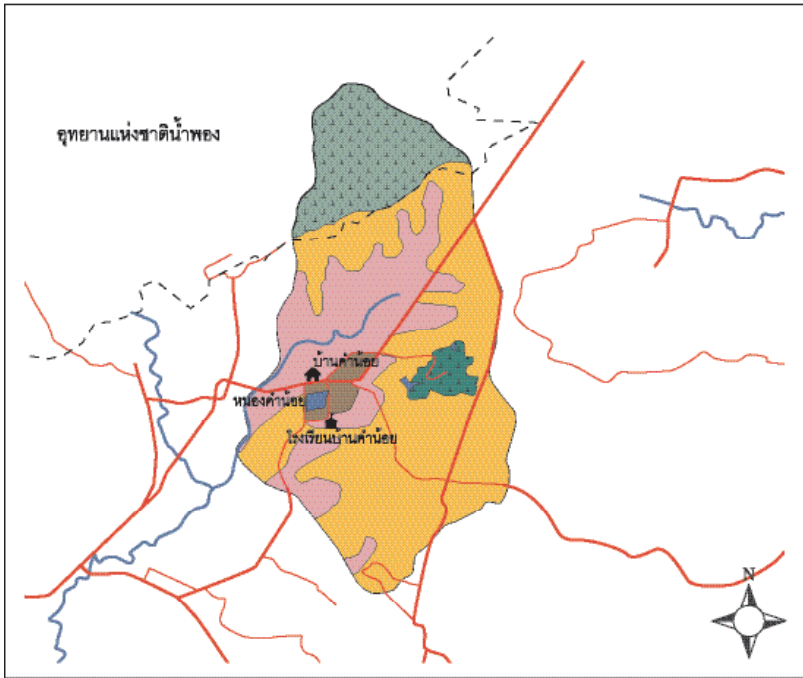 อุทยานแห่งชาติน้ำพอง
บ้านคำน้อย
หนองคำน้อย
โรงเรียนบ้านคำน้อย
N